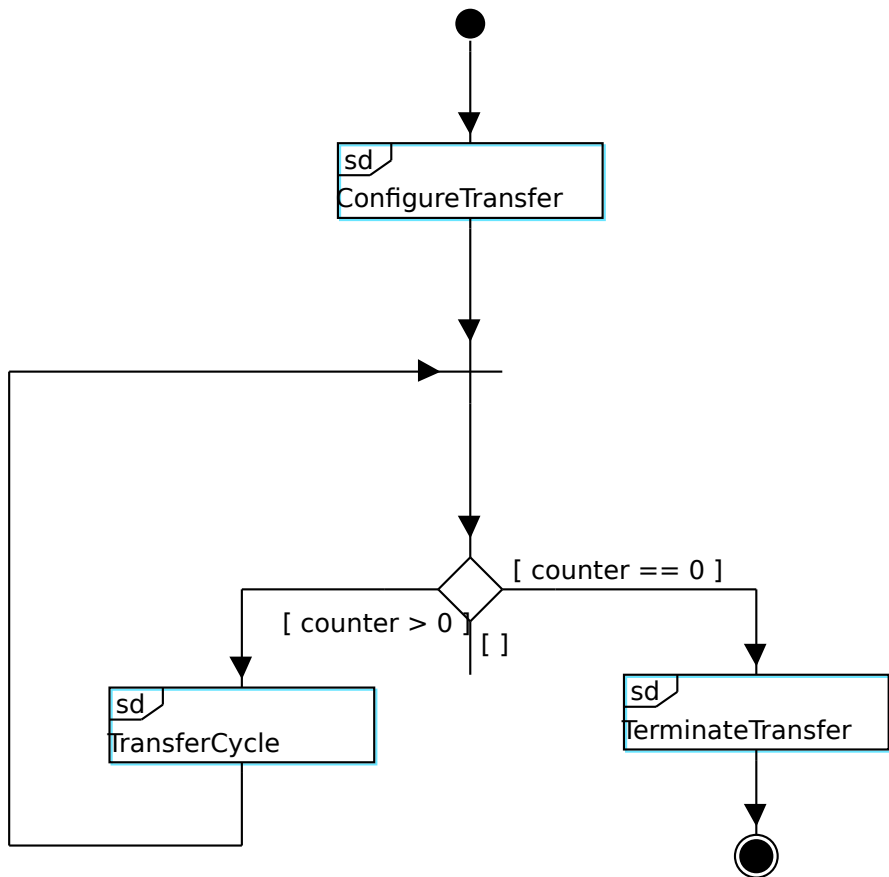 sd
ConfigureTransfer
[ counter == 0 ]
[ counter > 0 ]
[ ]
sd
TransferCycle
sd
TerminateTransfer